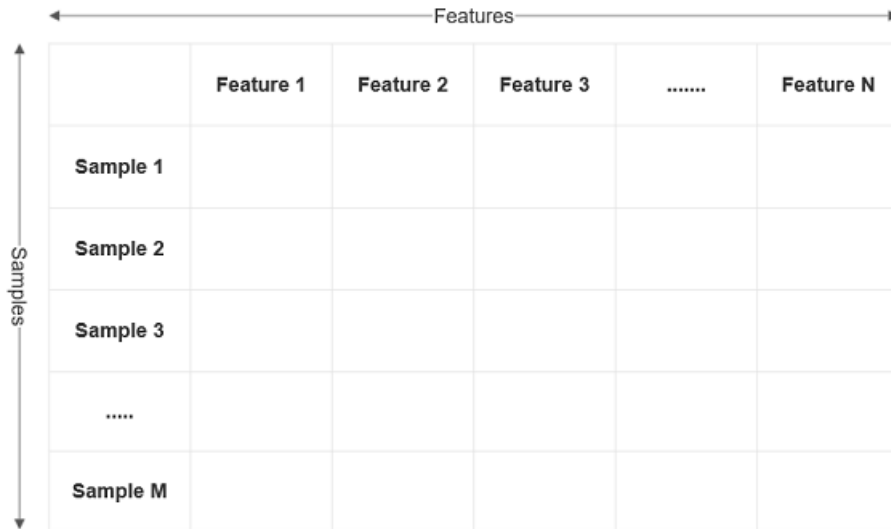 Features
Feature 1 Feature 2 Feature 3 ....... Feature N
Sample 1
Sample 2
Samples
Sample 3
.....
Sample M